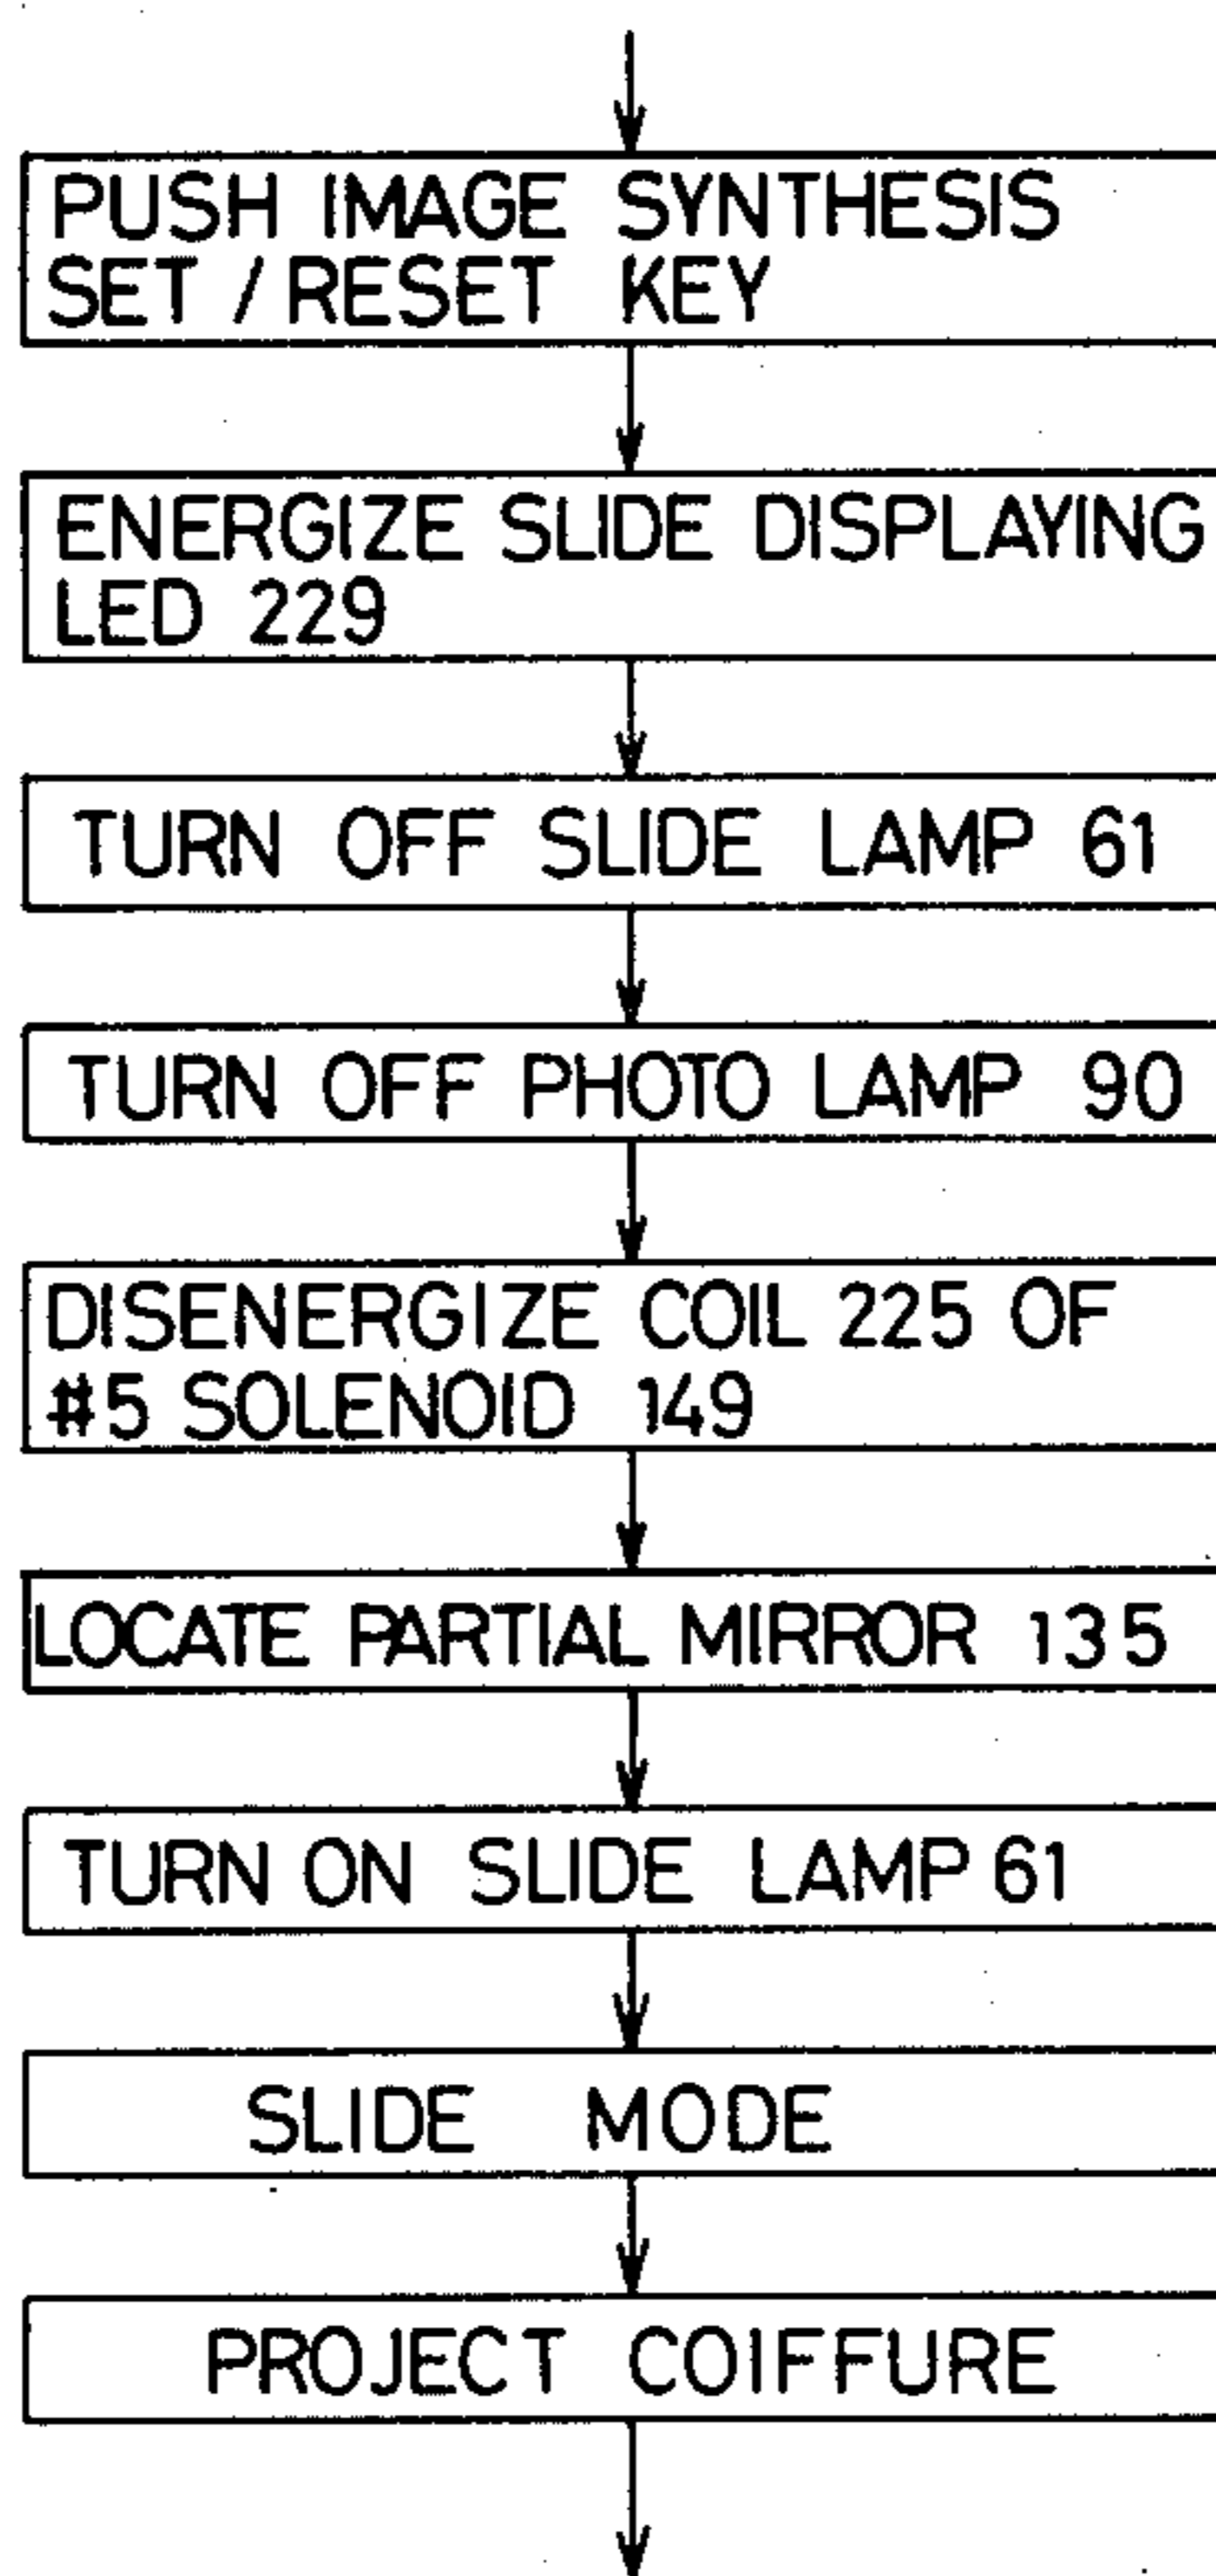 PUSH IMAGE SYNTHESIS
SET / RESET KEY
ENERGIZE SLIDE DISPLAYING
LED 229
TURN OFF SLIDE LAMP 61
TURN OFF PHOTO LAMP 90
DISENERGIZE COIL 225 OF
#5 SOLENOID 149
LOCATE PARTIAL MIRROR 135
TURN ON SLIDE LAMP 61
SLIDE MODE
PROJECT COIFFURE